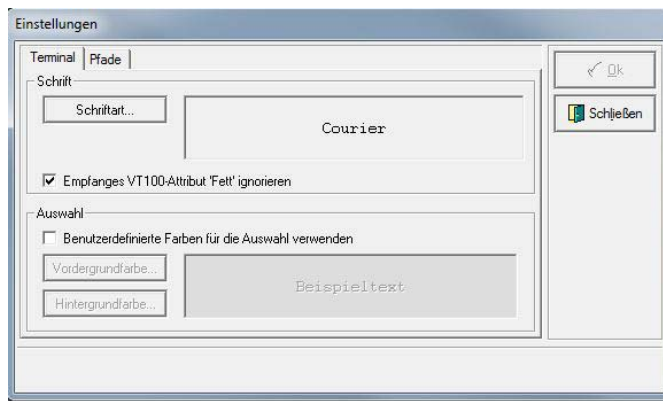 Einstellungen
Terminal Pfade
Schrift
Schriftart...
Courier
Empfanges VT100-Attribut 'Fett' ignorieren
Auswahl
Benutzerdefinierte Farben für die Auswahl verwenden
Vordergrundfarbe...
Hintergrundfarbe...
Beispieltext
Ok
Schließen